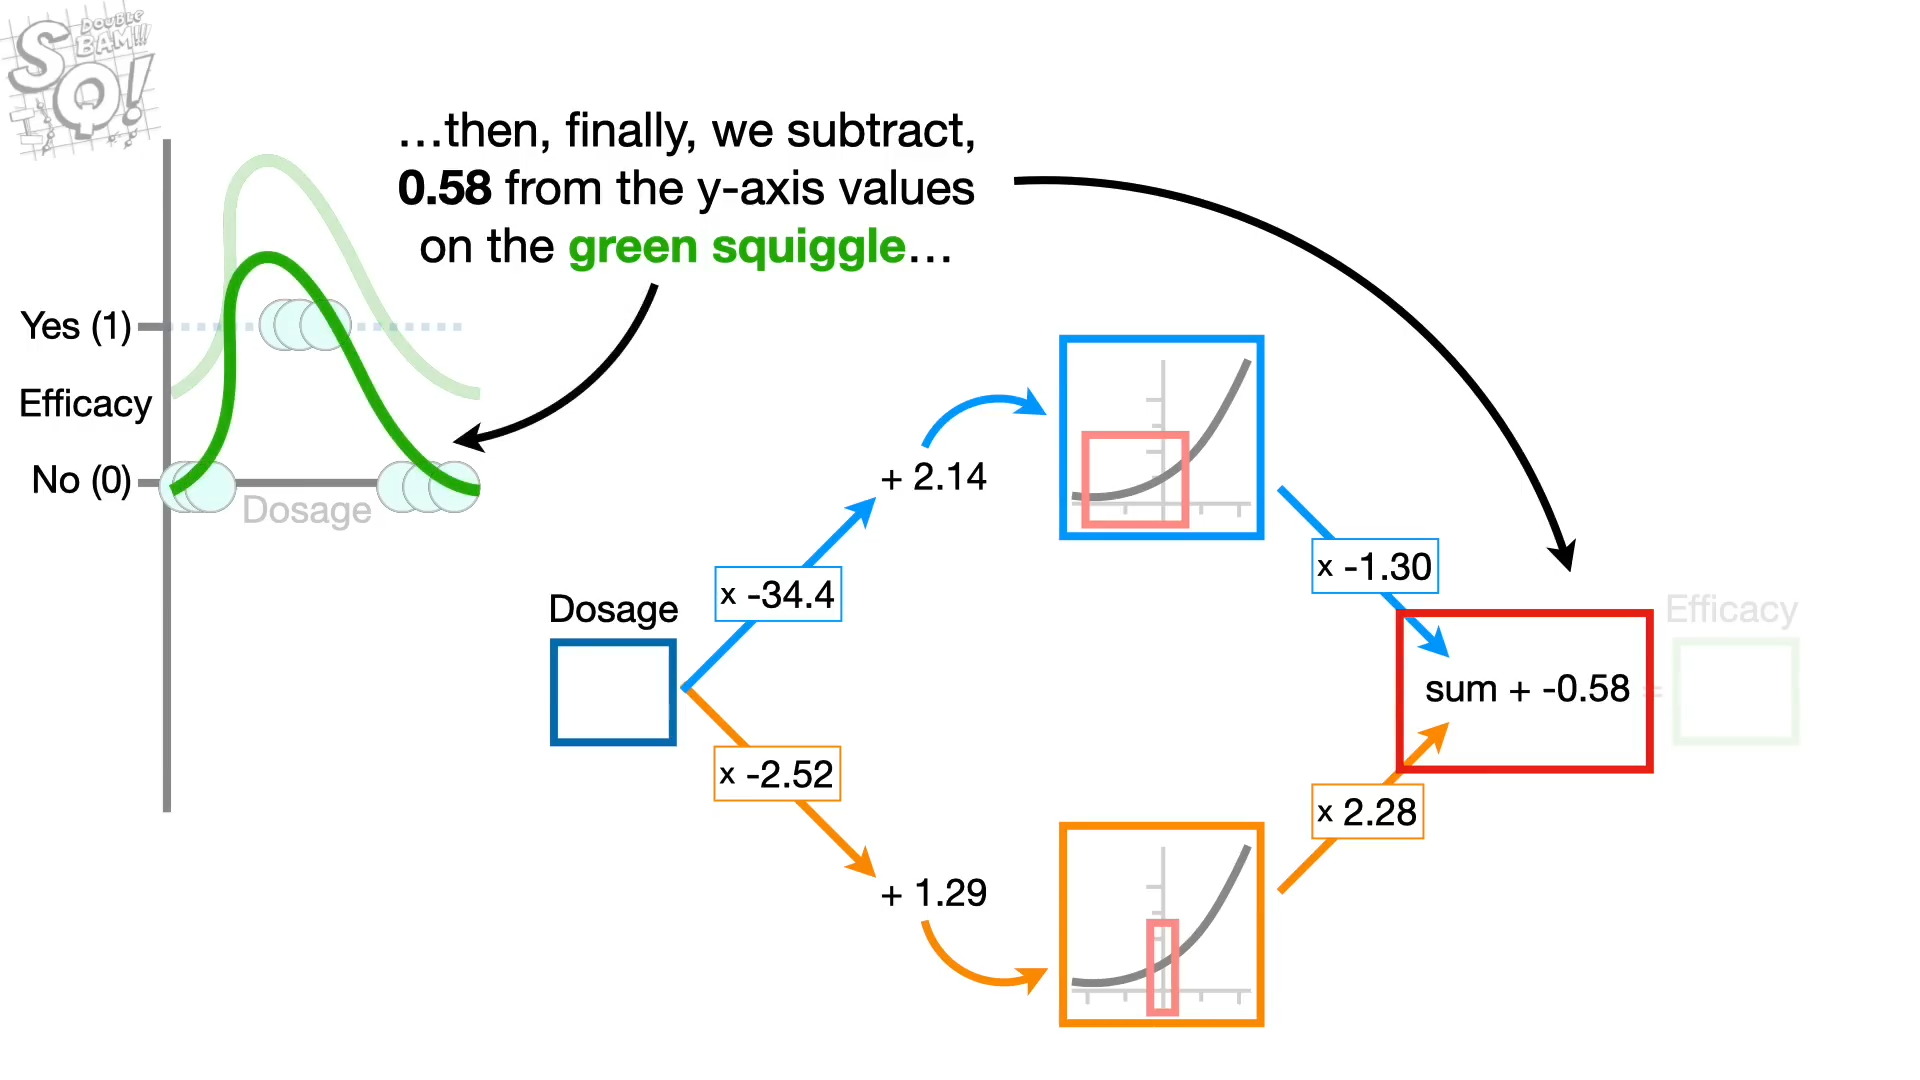 DOUBLE
BAM!!!
SQ!
…then, finally, we subtract,
0.58 from the y-axis values
on the green squiggle…
Yes (1)
Efficacy
No (0)
Dosage
+ 2.14
x -34.4
x -1.30
Dosage
Efficacy
sum + -0.58 =
x -2.52
x 2.28
+ 1.29